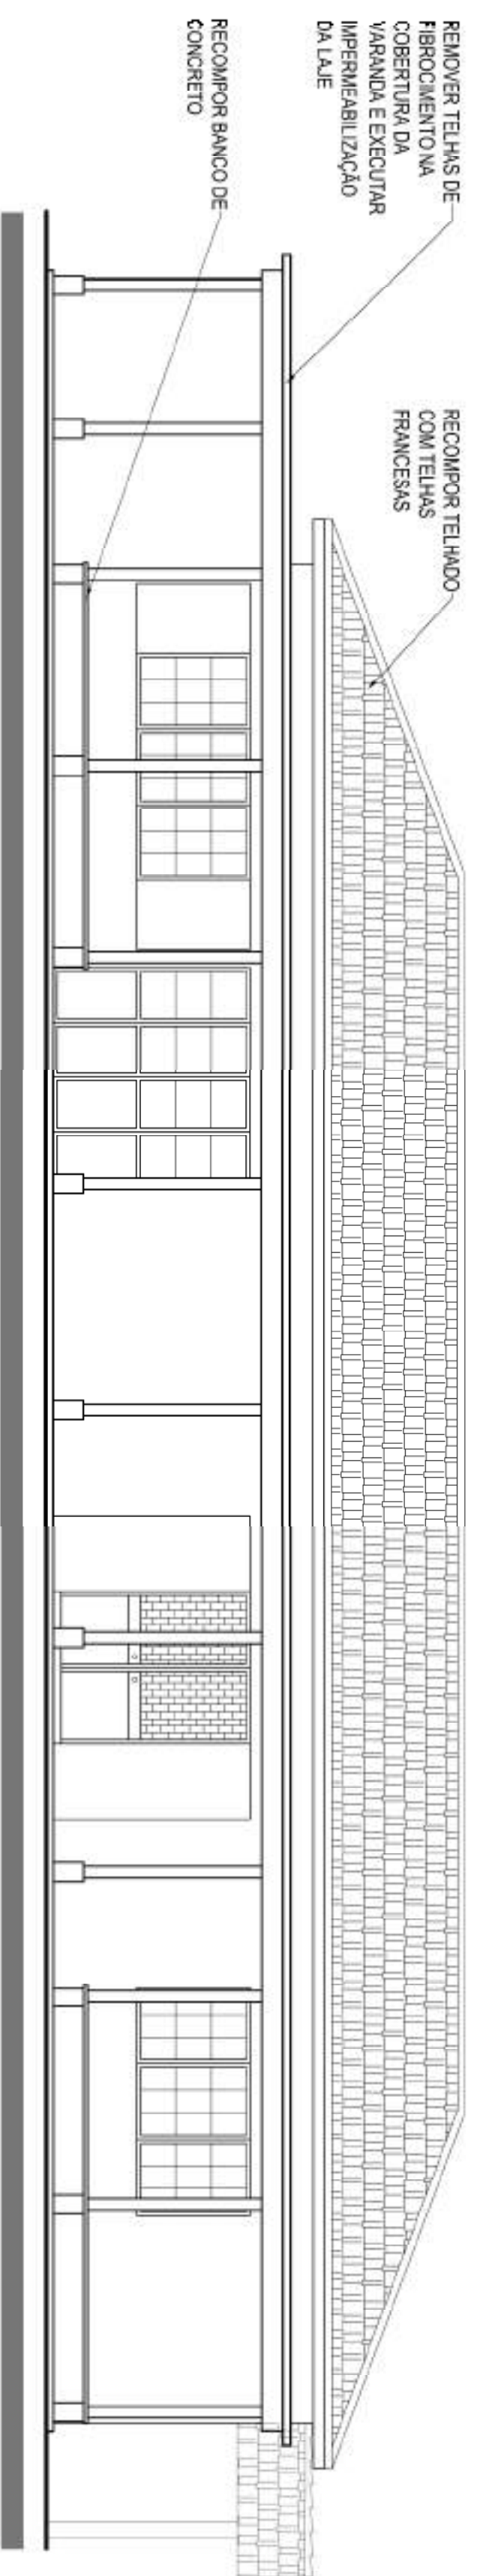 REMOVER TELHAS DE
FIBROCIMENTO NA
COBERTURA DA
VARANDA E EXECUTAR
IMPERMEABILIZAÇÃO
DA LAJE
RECOMPOR BANCO DE
CONCRETO
RECOMPOR TELHADO
COM TELHAS
FRANCESAS